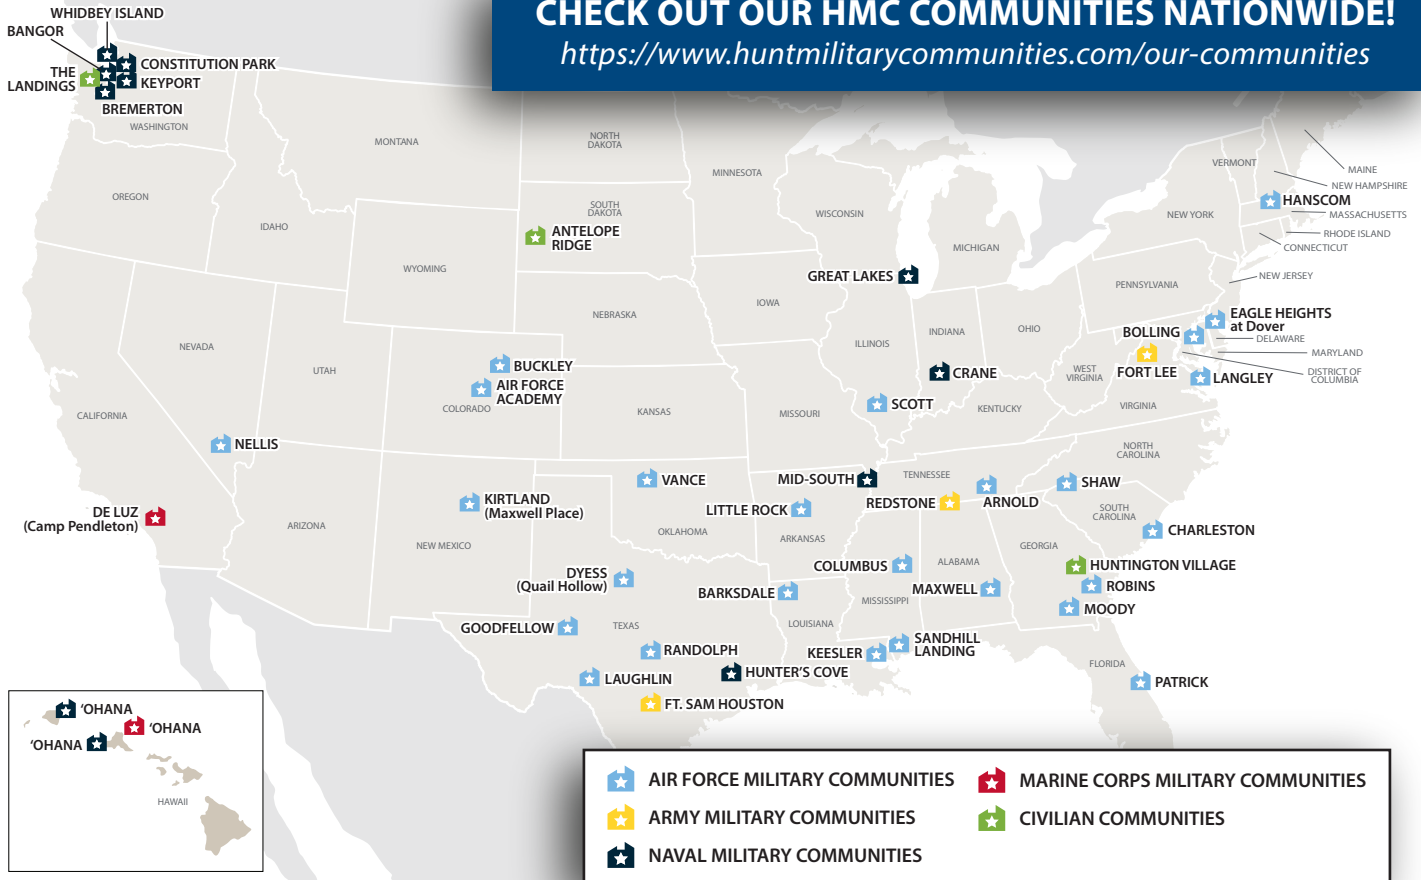 CHECK OUT OUR HMC COMMUNITIES NATIONWIDE!
https://www.huntmilitarycommunities.com/our-communities
WHIDBEY ISLAND
BANGOR
THE
LANDINGS
CONSTITUTION PARK
KEYPORT
BREMERTON
WASHINGTON
MONTANA
NORTH
DAKOTA
MINNESOTA
VERMONT
MAINE
NEW HAMPSHIRE
HANSCOM
MASSACHUSETTS
RHODE ISLAND
CONNECTICUT
NEW YORK
OREGON
IDAHO
SOUTH
DAKOTA
ANTELOPE
RIDGE
WISCONSIN
MICHIGAN
WYOMING
GREAT LAKES
NEW JERSEY
PENNSYLVANIA
IOWA
NEBRASKA
EAGLE HEIGHTS
at Dover
DELAWARE
BOLLING
MARYLAND
DISTRICT OF
COLUMBIA
FORT LEE
LANGLEY
INDIANA
OHIO
ILLINOIS
NEVADA
UTAH
BUCKLEY
AIR FORCE
ACADEMY
COLORADO
CRANE
WEST
VIRGINIA
SCOTT
KENTUCKY
VIRGINIA
CALIFORNIA
KANSAS
MISSOURI
NELLIS
NORTH
CAROLINA
VANCE
MID-SOUTH
TENNESSEE
SHAW
KIRTLAND
(Maxwell Place)
LITTLE ROCK
REDSTONE
ARNOLD
SOUTH
CAROLINA
DE LUZ
(Camp Pendleton)
ARIZONA
NEW MEXICO
OKLAHOMA
ARKANSAS
CHARLESTON
GEORGIA
COLUMBUS
ALABAMA
HUNTINGTON VILLAGE
DYESS
(Quail Hollow)
BARKSDALE
MAXWELL
ROBINS
MISSISSIPPI
MOODY
GOODFELLOW
TEXAS
LOUISIANA
RANDOLPH
KEESLER
SANDHILL
LANDING
LAUGHLIN
HUNTER'S COVE
FLORIDA
PATRICK
FT. SAM HOUSTON
‘OHANA
‘OHANA
‘OHANA
HAWAII
AIR FORCE MILITARY COMMUNITIES
ARMY MILITARY COMMUNITIES
NAVAL MILITARY COMMUNITIES
MARINE CORPS MILITARY COMMUNITIES
CIVILIAN COMMUNITIES